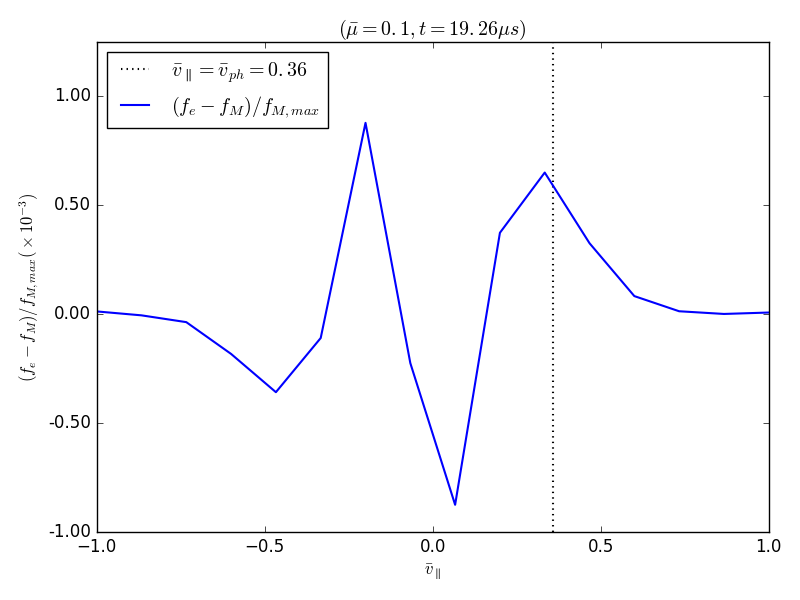 (μ̄ = 0.1, t = 19.26μs)
v̄∥ = v̄ph = 0.36
(fe − fM)/fM,max
(fe − fM)/fM,max(×10−3)
1.00
0.50
0.00
-0.50
-1.00
−1.0 −0.5 0.0 0.5 1.0
v̄∥